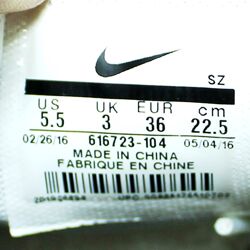 SZ
US UK EUR cm
5.5 3 36 22.5
02/26/16 616723-104 05/04/16
MADE IN CHINA
FABRIQUE EN CHINE